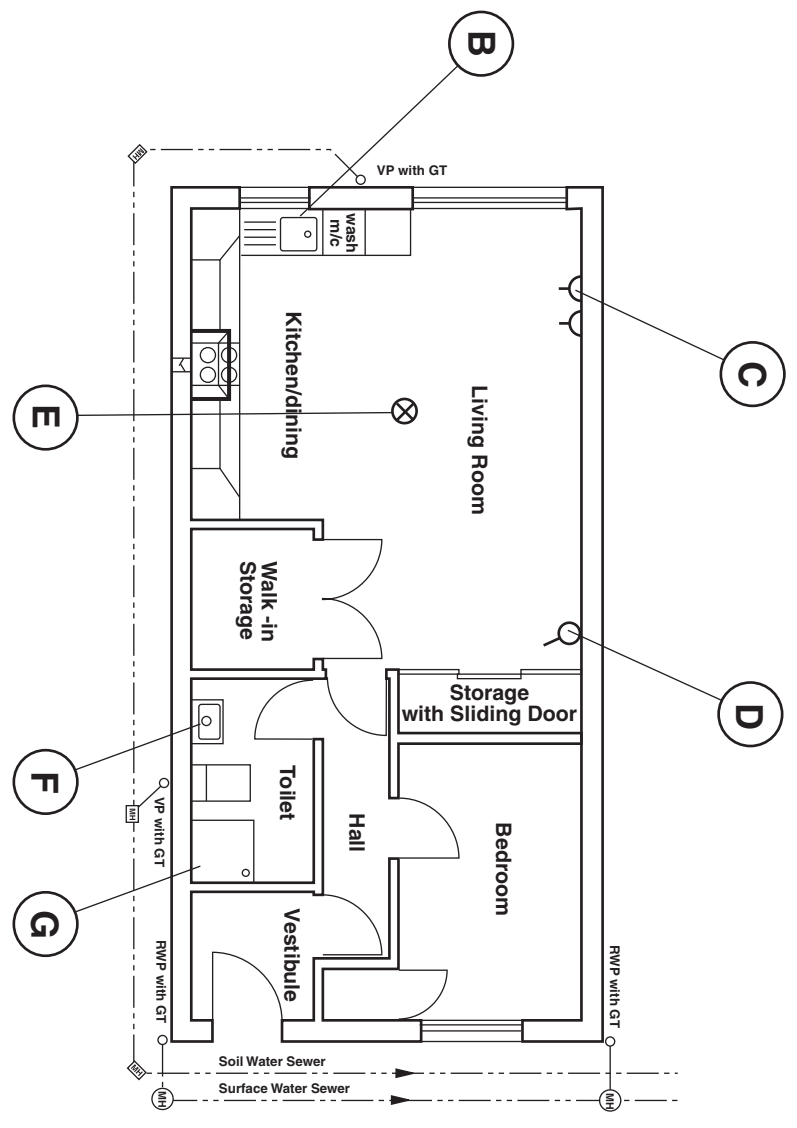 B
VP with GT
MH
wash
m/c
C
Kitchen/dining
Living Room
E
Walk -in
Storage
Storage
with Sliding Door
D
F
Toilet
VP with GT
MH
Hall
Bedroom
G
Vestibule
RWP with GT
RWP with GT
Soil Water Sewer
MH
Surface Water Sewer
MH
MH